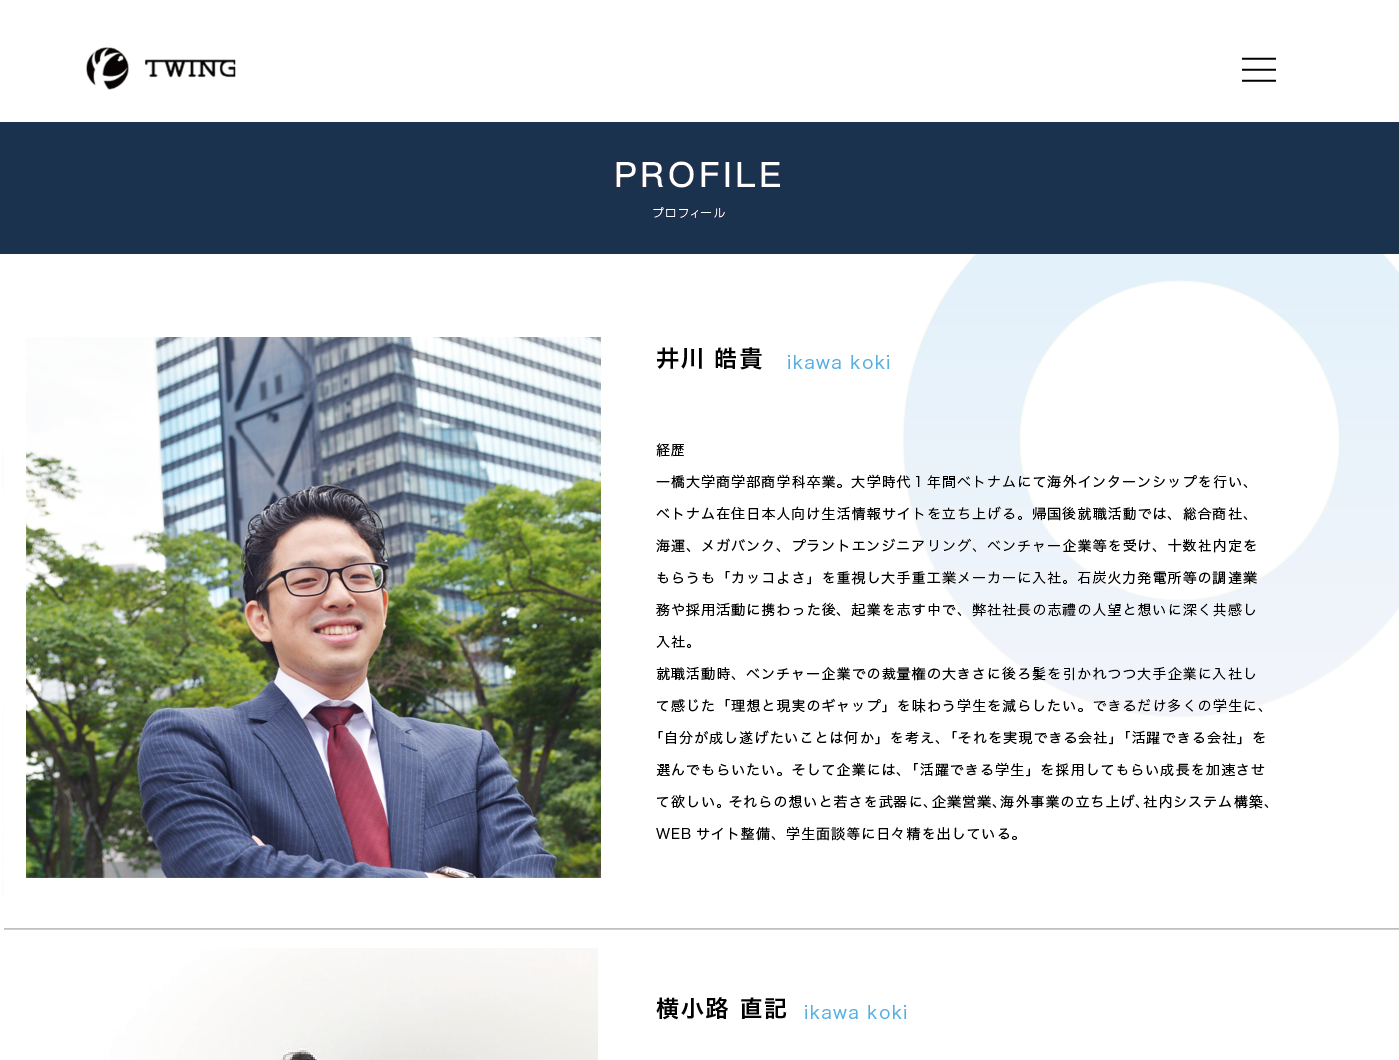 TWING
PROFILE
プロフィール
井川 皓貴 ikawa koki
経歴
一橋大学商学部商学科卒業。大学時代１年間ベトナムにて海外インターンシップを行い、
ベトナム在住日本人向け生活情報サイトを立ち上げる。帰国後就職活動では、総合商社、
海運、メガバンク、プラントエンジニアリング、ベンチャー企業等を受け、十数社内定を
もらうも「カッコよさ」を重視し大手重工業メーカーに入社。石炭火力発電所等の調達業
務や採用活動に携わった後、起業を志す中で、弊社社長の志禮の人望と想いに深く共感し
入社。
就職活動時、ベンチャー企業での裁量権の大きさに後ろ髪を引かれつつ大手企業に入社し
て感じた「理想と現実のギャップ」を味わう学生を減らしたい。できるだけ多くの学生に、
「自分が成し遂げたいことは何か」を考え、「それを実現できる会社」「活躍できる会社」を
選んでもらいたい。そして企業には、「活躍できる学生」を採用してもらい成長を加速させ
て欲しい。それらの想いと若さを武器に、企業営業、海外事業の立ち上げ、社内システム構築、
WEB サイト整備、学生面談等に日々精を出している。
横小路 直記 ikawa koki